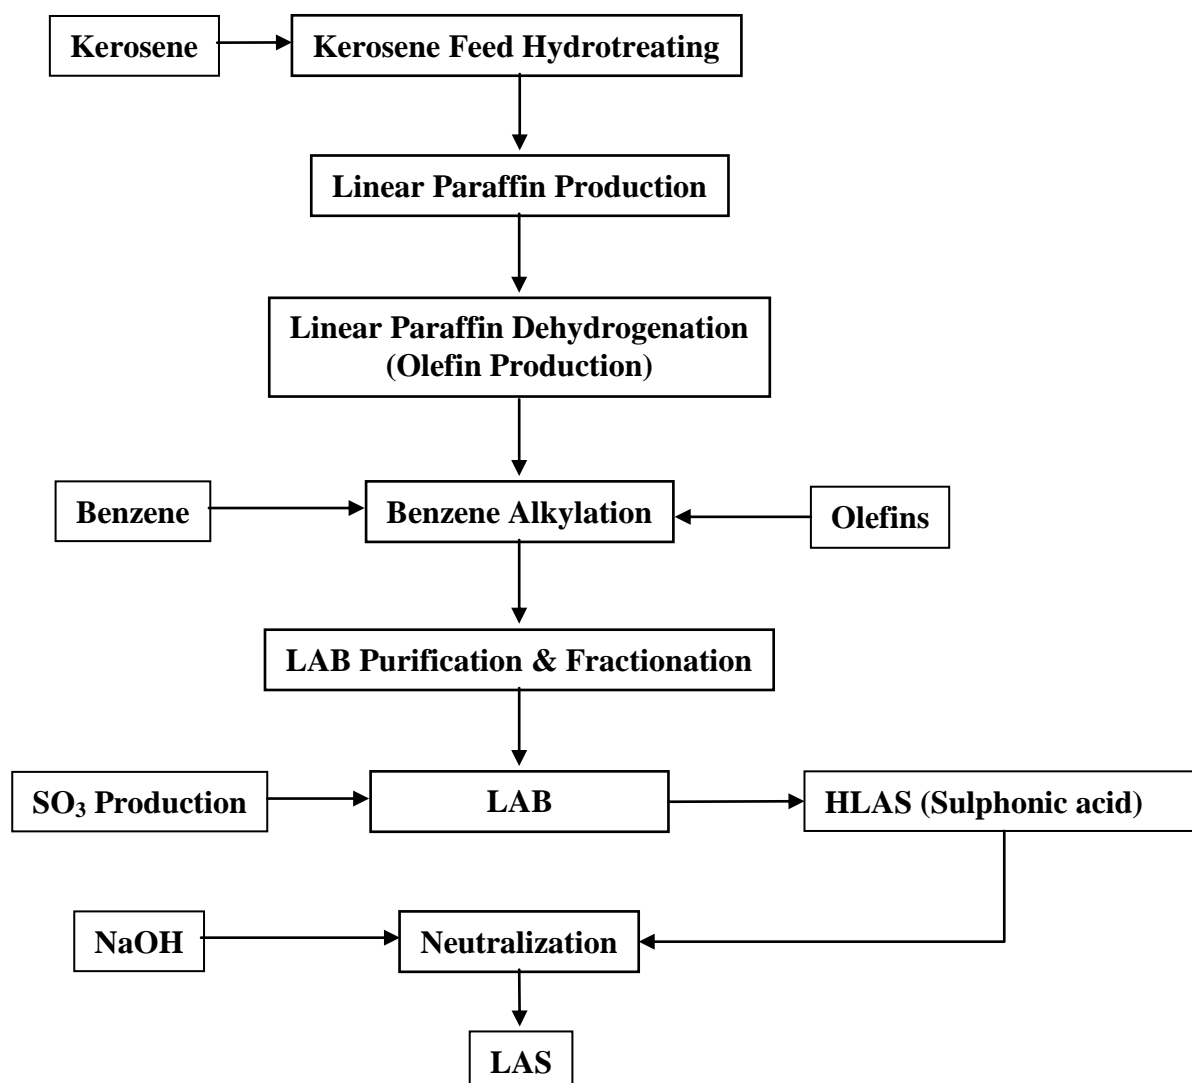 Kerosene
Kerosene Feed Hydrotreating
Linear Paraffin Production
Linear Paraffin Dehydrogenation
(Olefin Production)
Benzene
Benzene Alkylation
Olefins
LAB Purification & Fractionation
SO₃ Production
LAB
HLAS (Sulphonic acid)
NaOH
Neutralization
LAS